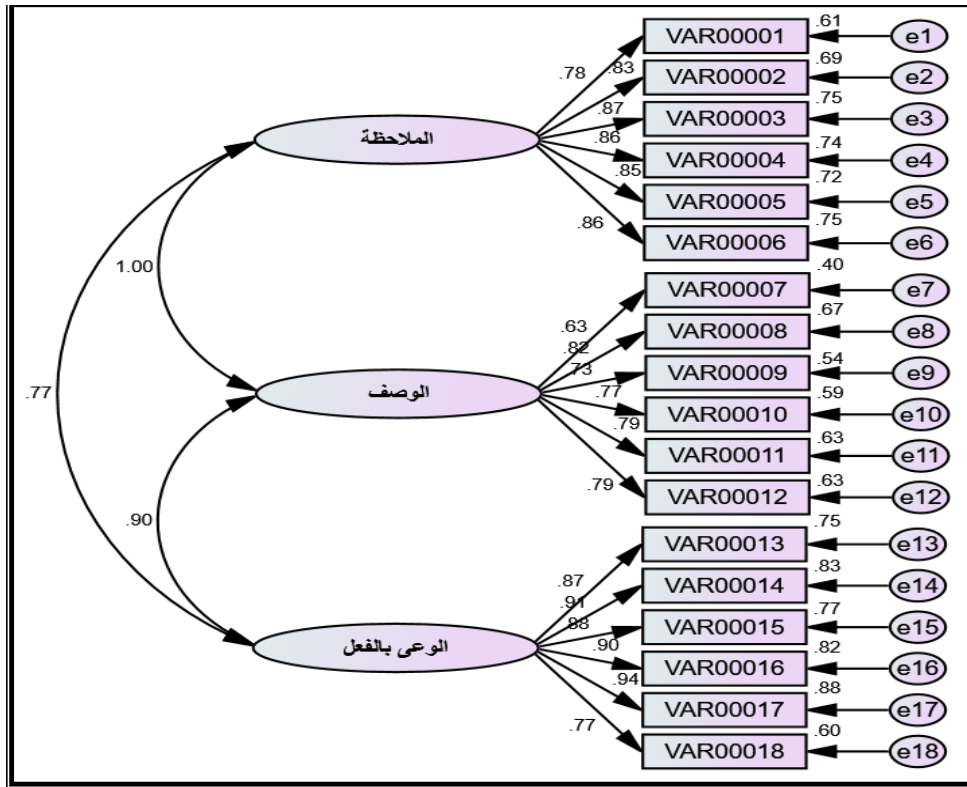 .61
VAR00001 e1
.78 .83 .69
VAR00002 e2
.87 .75
VAR00003 e3
الملاحظة .86 .74
VAR00004 e4
.85 .72
VAR00005 e5
.86 .75
VAR00006 e6
1.00 .40
VAR00007 e7
.63 .67
VAR00008 e8
.82 .54
.73 VAR00009 e9
.77 الوصف .77 .59
VAR00010 e10
.79 .63
VAR00011 e11
.79 .63
VAR00012 e12
.90 .75
VAR00013 e13
.87 .83
VAR00014 e14
.91 .77
.88 VAR00015 e15
الوعى بالفعل .90 .82
VAR00016 e16
.94 .88
VAR00017 e17
.77 .60
VAR00018 e18